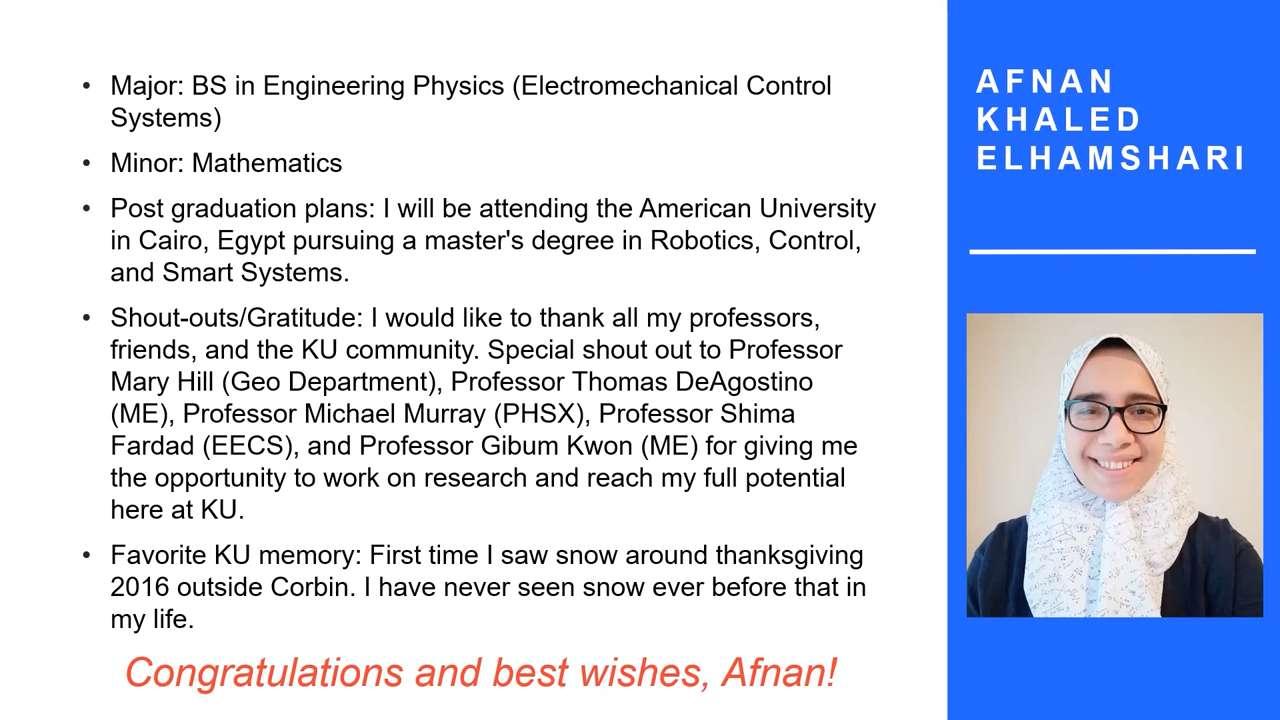 • Major: BS in Engineering Physics (Electromechanical Control
Systems)
• Minor: Mathematics
• Post graduation plans: I will be attending the American University
in Cairo, Egypt pursuing a master's degree in Robotics, Control,
and Smart Systems.
• Shout-outs/Gratitude: I would like to thank all my professors,
friends, and the KU community. Special shout out to Professor
Mary Hill (Geo Department), Professor Thomas DeAgostino
(ME), Professor Michael Murray (PHSX), Professor Shima
Fardad (EECS), and Professor Gibum Kwon (ME) for giving me
the opportunity to work on research and reach my full potential
here at KU.
• Favorite KU memory: First time I saw snow around thanksgiving
2016 outside Corbin. I have never seen snow ever before that in
my life.
Congratulations and best wishes, Afnan!
AFNAN
KHALED
ELHAMSHARI